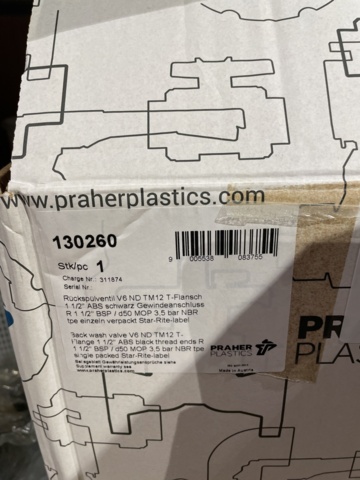 www.praherplastics.com
130260
Stk/pc 1
Charge Nr.: 311874
Serial Nr.:
9 005538 083755
Rückspülventil V6 ND TM12 T-Flansch
1 1/2" ABS schwarz Gewindeanschlüsse
R 1 1/2" BSP / d50 MOP 3,5 bar NBR
tpe einzeln verpackt Star-Rite-label
Back wash valve V6 ND TM12 T-
Flange 1 1/2" ABS black thread ends R
1 1/2" BSP / d50 MOP 3,5 bar NBR tpe
single packed Star-Rite-label
www.praherplastics.com
PRAHER
PLASTICS
Made in Austria
PR
PLAS